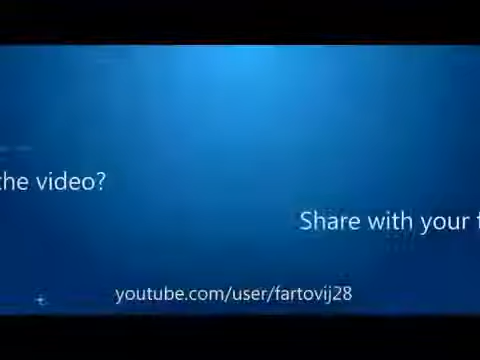 the video?
Share with your
youtube.com/user/fartovij28